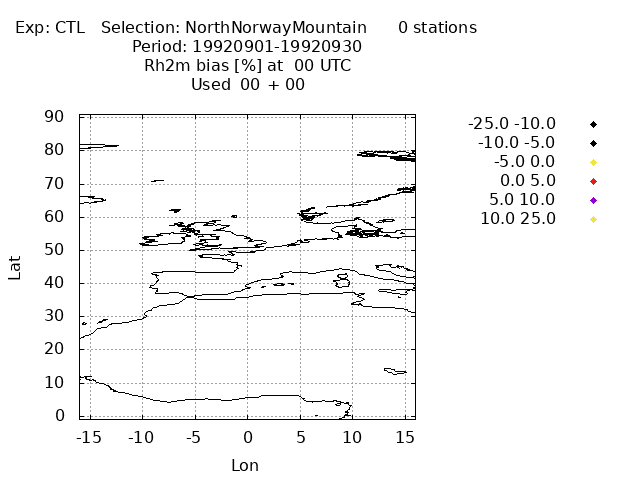 Exp: CTL   Selection: NorthNorwayMountain      0 stations
Period: 19920901-19920930
Rh2m bias [%] at  00 UTC
Used  00 + 00
90
80
70
60
50
40
30
20
10
0
Lat
-15 -10 -5 0 5 10 15
Lon
-25.0 -10.0
-10.0 -5.0
-5.0 0.0
0.0 5.0
5.0 10.0
10.0 25.0